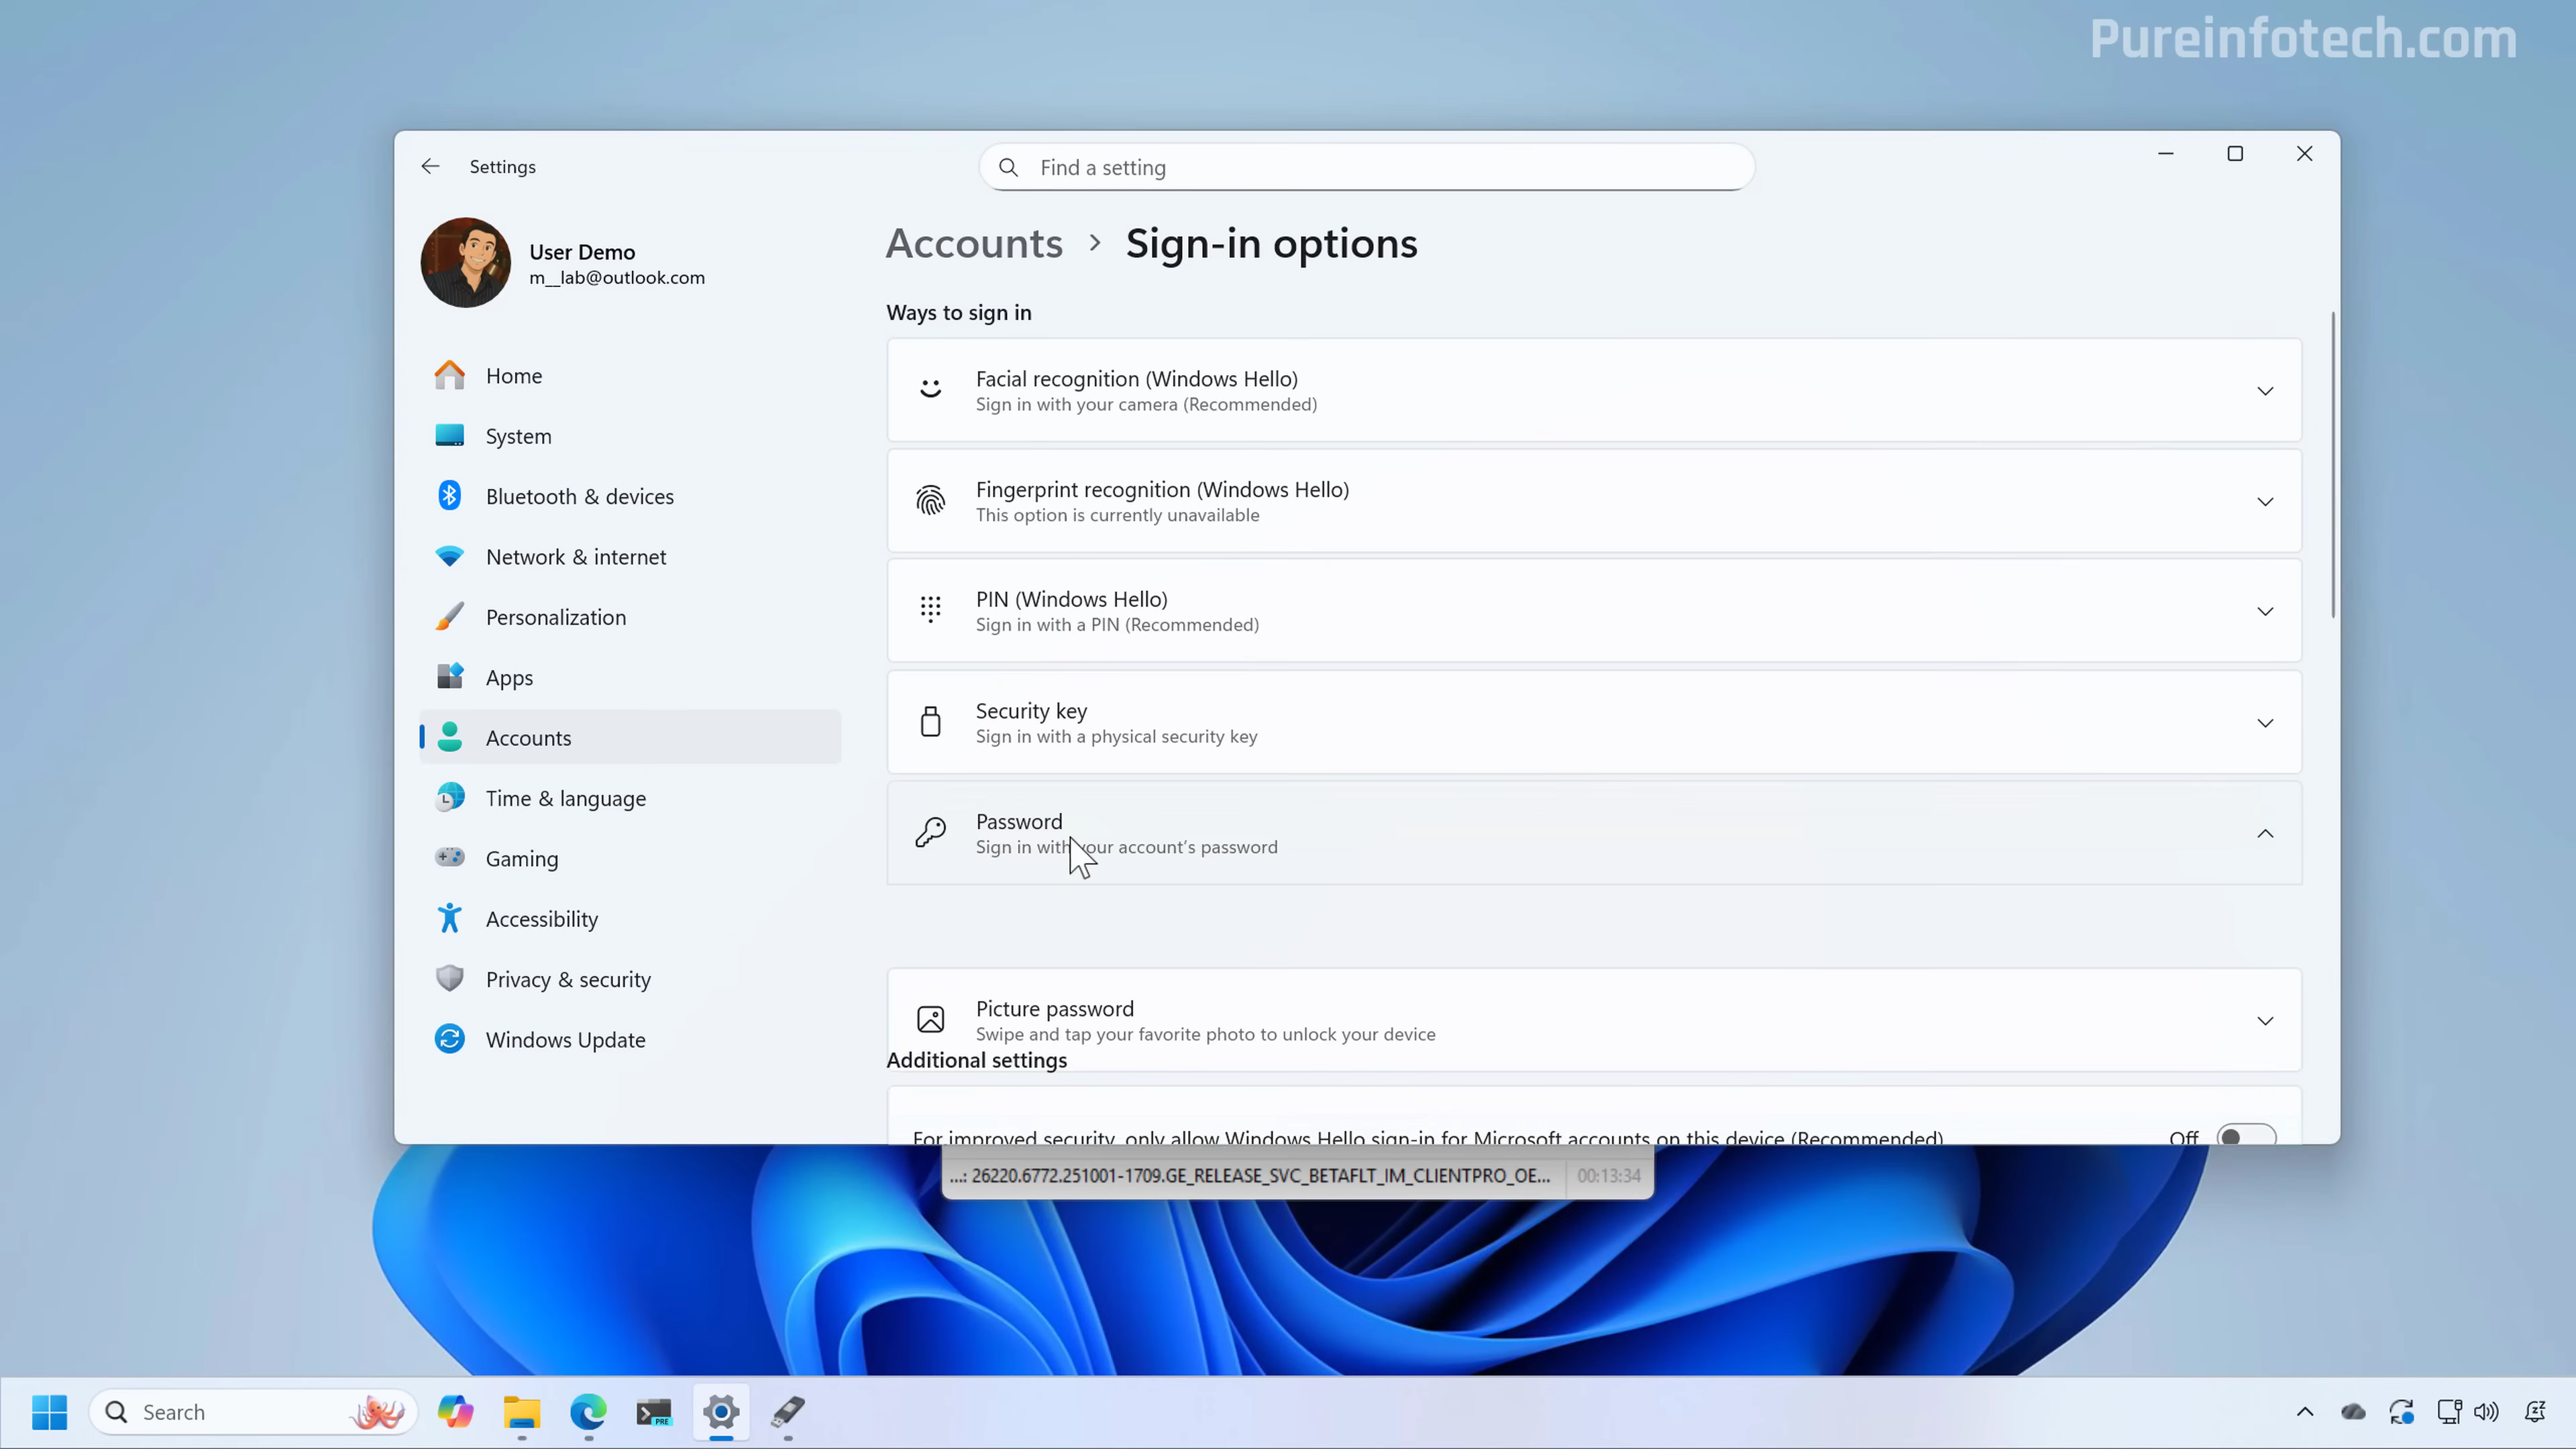 Pureinfotech.com
Settings
Find a setting
User Demo
m__lab@outlook.com
Home
System
Bluetooth & devices
Network & internet
Personalization
Apps
Accounts
Time & language
Gaming
Accessibility
Privacy & security
Windows Update
Accounts > Sign-in options
Ways to sign in
Facial recognition (Windows Hello)
Sign in with your camera (Recommended)
Fingerprint recognition (Windows Hello)
This option is currently unavailable
PIN (Windows Hello)
Sign in with a PIN (Recommended)
Security key
Sign in with a physical security key
Password
Sign in with your account's password
Picture password
Swipe and tap your favorite photo to unlock your device
Additional settings
For improved security, only allow Windows Hello sign-in for Microsoft accounts on this device (Recommended) Off
...: 26220.6772.251001-1709.GE_RELEASE_SVC_BETAFLT_IM_CLIENTPRO_OE... 00:13:34
Search
PRE